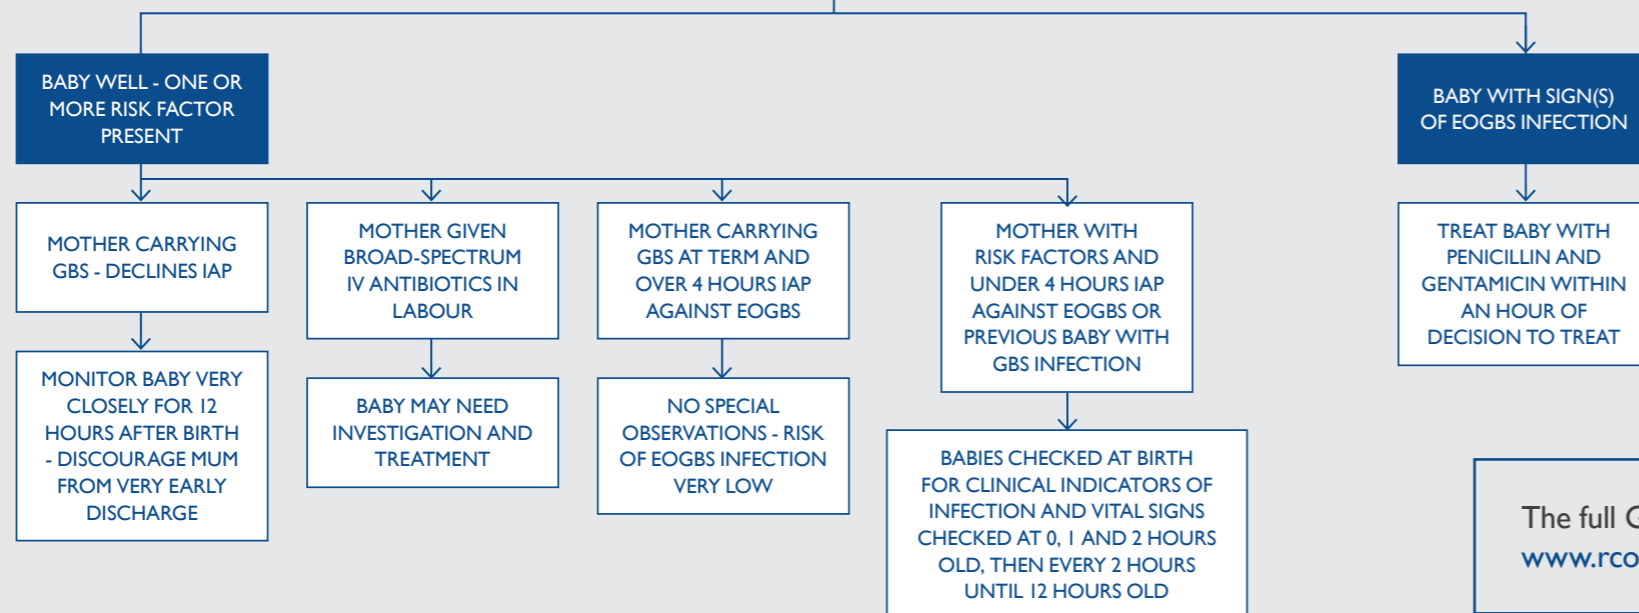 BABY WELL - ONE OR
MORE RISK FACTOR
PRESENT
BABY WITH SIGN(S)
OF EOGBS INFECTION
MOTHER CARRYING
GBS - DECLINES IAP
MOTHER GIVEN
BROAD-SPECTRUM
IV ANTIBIOTICS IN
LABOUR
MOTHER CARRYING
GBS AT TERM AND
OVER 4 HOURS IAP
AGAINST EOGBS
MOTHER WITH
RISK FACTORS AND
UNDER 4 HOURS IAP
AGAINST EOGBS OR
PREVIOUS BABY WITH
GBS INFECTION
TREAT BABY WITH
PENICILLIN AND
GENTAMICIN WITHIN
AN HOUR OF
DECISION TO TREAT
MONITOR BABY VERY
CLOSELY FOR 12
HOURS AFTER BIRTH
- DISCOURAGE MUM
FROM VERY EARLY
DISCHARGE
BABY MAY NEED
INVESTIGATION AND
TREATMENT
NO SPECIAL
OBSERVATIONS - RISK
OF EOGBS INFECTION
VERY LOW
BABIES CHECKED AT BIRTH
FOR CLINICAL INDICATORS OF
INFECTION AND VITAL SIGNS
CHECKED AT 0, 1 AND 2 HOURS
OLD, THEN EVERY 2 HOURS
UNTIL 12 HOURS OLD
The full
www.rco